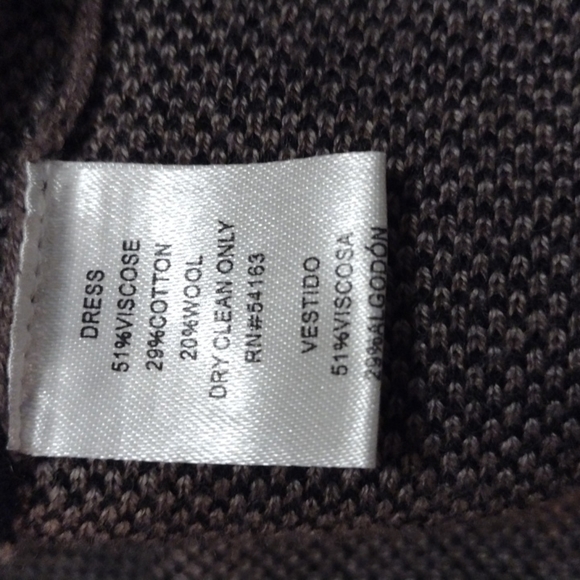 DRESS
51%VISCOSE
29%COTTON
20%WOOL
DRY CLEAN ONLY
RN#54163
VESTIDO
51%VISCOSA
29%ALGODÓN